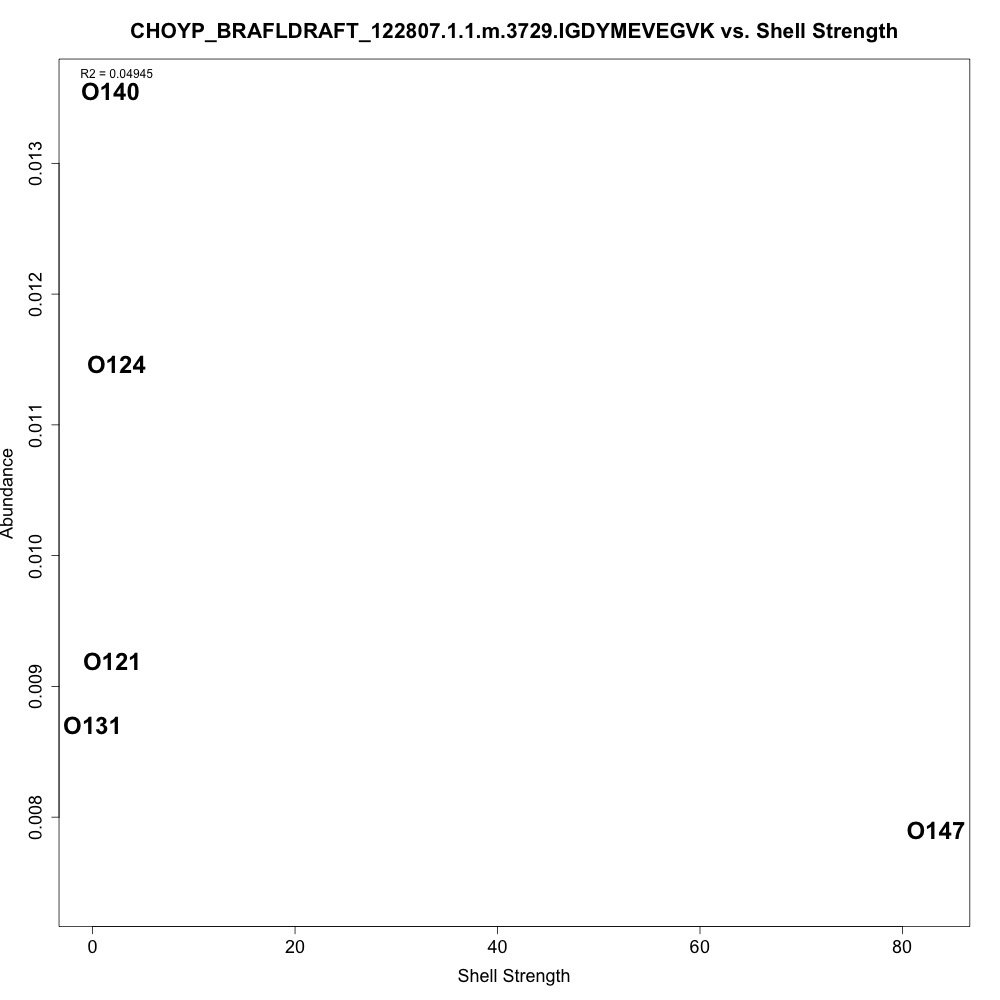 CHOYP_BRAFLDRAFT_122807.1.1.m.3729.IGDYMEVEGVK vs. Shell Strength
R2 = 0.04945
O140
0.013
0.012
O124
0.011
Abundance
0.010
O121
0.009
O131
0.008
O147
0 20 40 60 80
Shell Strength